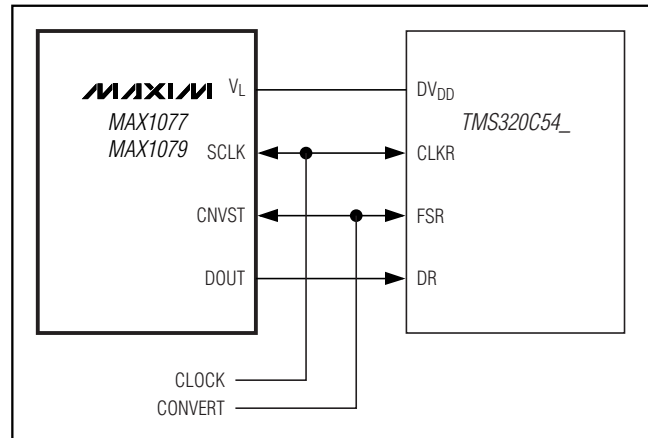 MAXIM
MAX1077
MAX1079
VL
SCLK
CNVST
DOUT
DVDD
TMS320C54_
CLKR
FSR
DR
CLOCK
CONVERT